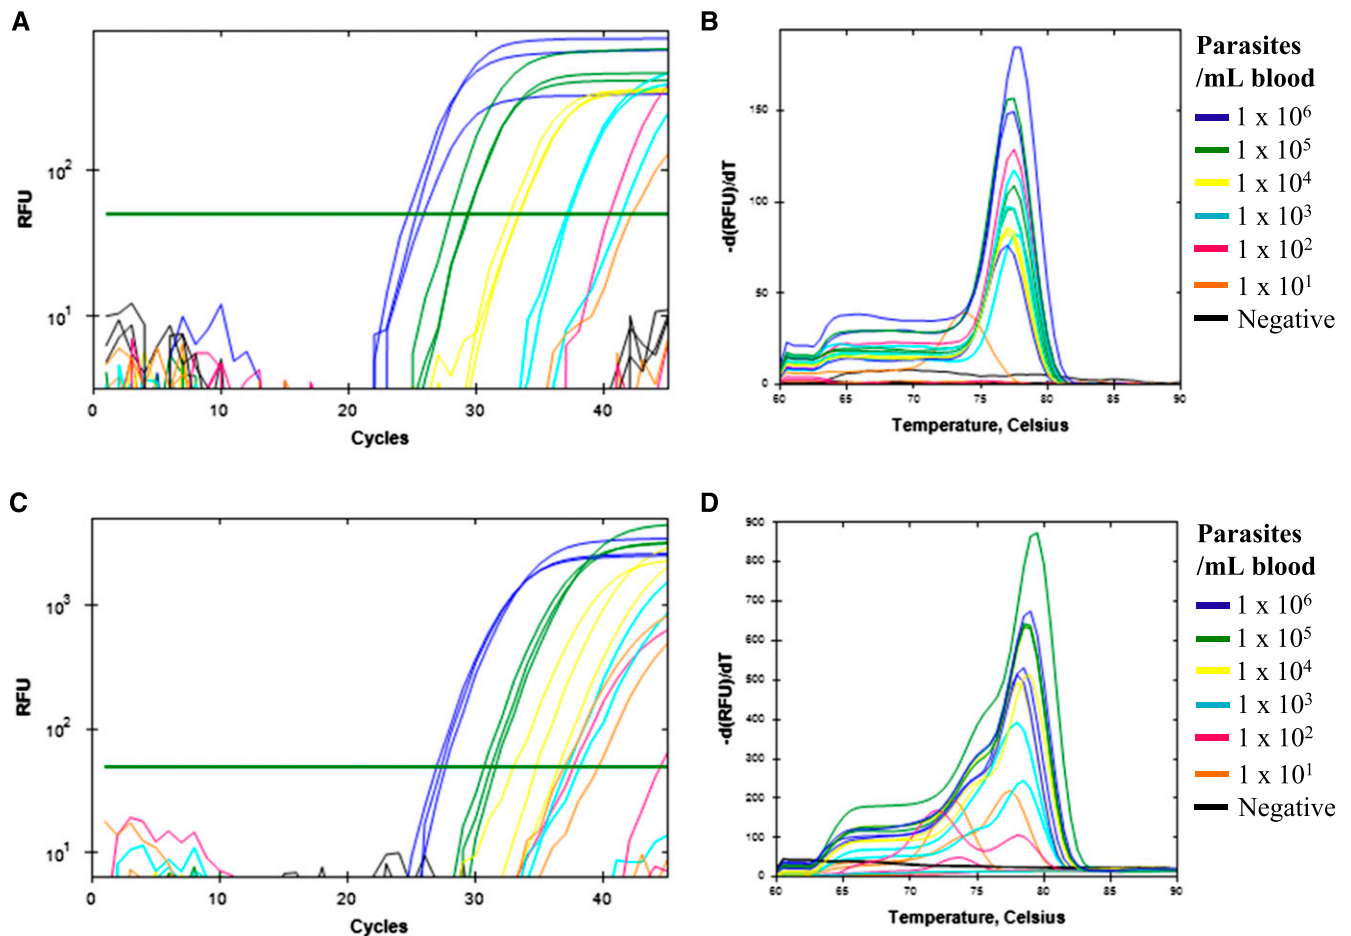 A
RFU
10²
10¹
0
10
20
30
40
Cycles
B
-d(RFU)/dT
150
100
50
0
60
65
70
75
80
85
90
Temperature, Celsius
Parasites
/mL blood
1 x 10⁶
1 x 10⁵
1 x 10⁴
1 x 10³
1 x 10²
1 x 10¹
Negative
C
RFU
10³
10²
10¹
0
10
20
30
40
Cycles
D
-d(RFU)/dT
900
800
700
600
500
400
300
200
100
0
60
65
70
75
80
85
90
Temperature, Celsius
Parasites
/mL blood
1 x 10⁶
1 x 10⁵
1 x 10⁴
1 x 10³
1 x 10²
1 x 10¹
Negative